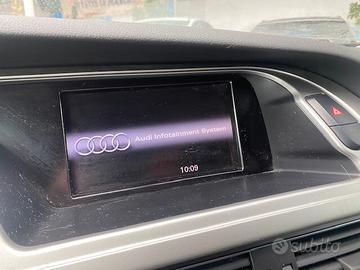 Audi Infotainment System
10:09
subito